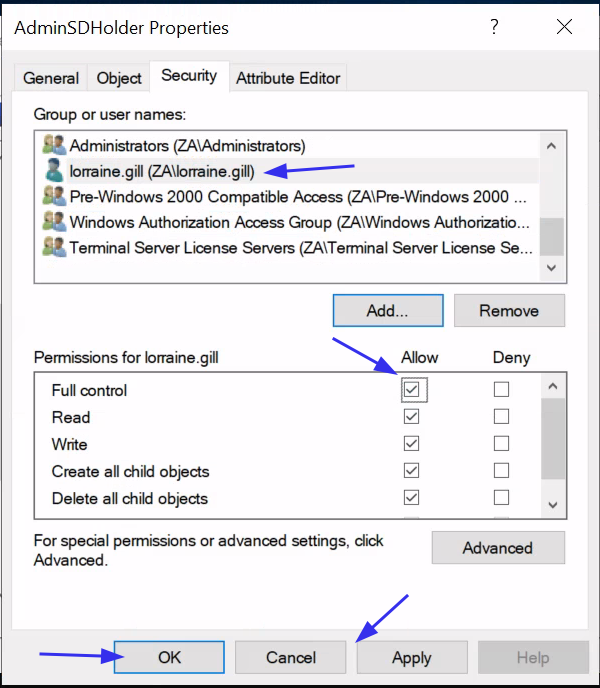 AdminSDHolder Properties ?
General Object Security Attribute Editor
Group or user names:
Administrators (ZA\Administrators)
lorraine.gill (ZA\lorraine.gill)
Pre-Windows 2000 Compatible Access (ZA\Pre-Windows 2000 ...
Windows Authorization Access Group (ZA\Windows Authorizatio...
Terminal Server License Servers (ZA\Terminal Server License Se...
Add... Remove
Permissions for lorraine.gill Allow Deny
Full control
Read
Write
Create all child objects
Delete all child objects
For special permissions or advanced settings, click
Advanced.
Advanced
OK Cancel Apply Help